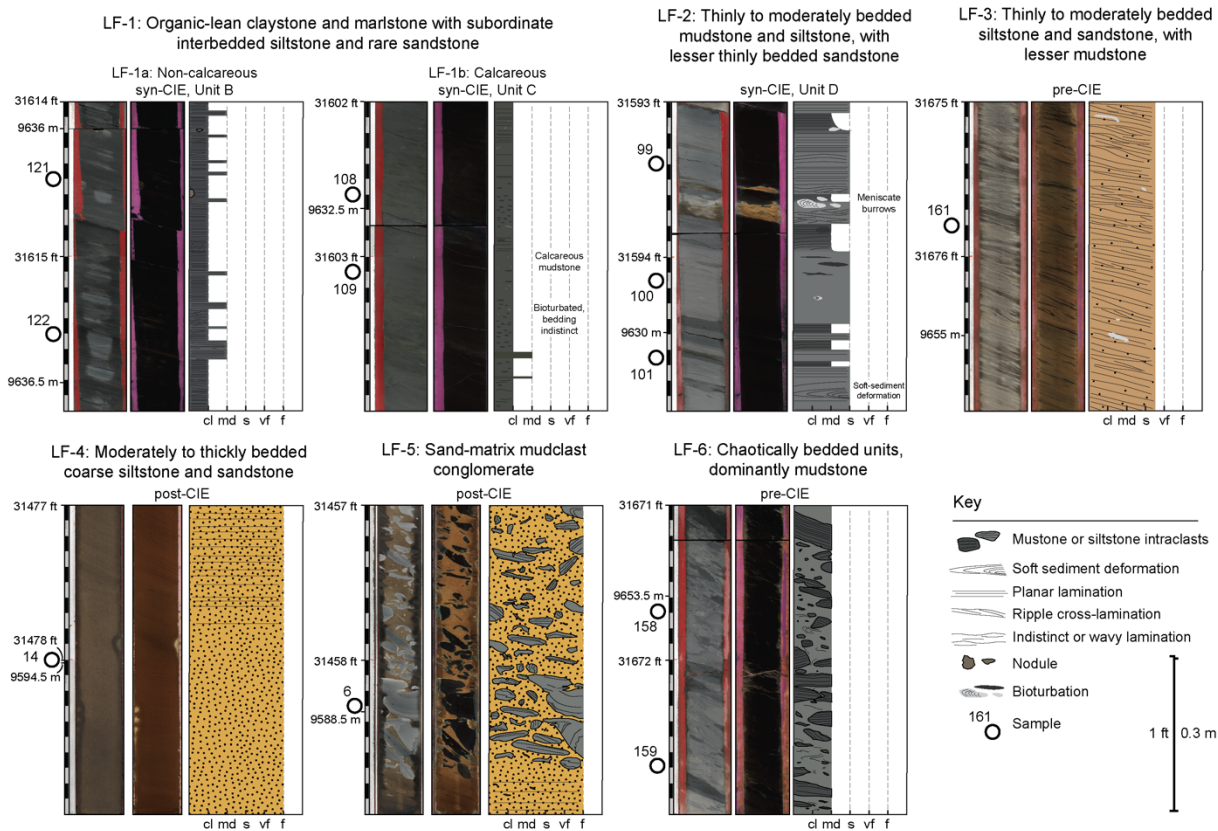 LF-1: Organic-lean claystone and marlstone with subordinate
interbedded siltstone and rare sandstone
LF-1a: Non-calcareous
syn-CIE, Unit B
31614 ft
9636 m
121
31615 ft
122
9636.5 m
cl md s vf f
LF-1b: Calcareous
syn-CIE, Unit C
31602 ft
108
9632.5 m
31603 ft
109
Calcareous
mudstone
Bioturbated,
bedding
indistinct
cl md s vf f
LF-2: Thinly to moderately bedded
mudstone and siltstone, with
lesser thinly bedded sandstone
syn-CIE, Unit D
31593 ft
99
Meniscate
burrows
31594 ft
100
9630 m
101
Soft-sediment
deformation
cl md s vf f
LF-3: Thinly to moderately bedded
siltstone and sandstone, with
lesser mudstone
pre-CIE
31675 ft
161
31676 ft
9655 m
cl md s vf f
LF-4: Moderately to thickly bedded
coarse siltstone and sandstone
post-CIE
31477 ft
31478 ft
14
9594.5 m
cl md s vf f
LF-5: Sand-matrix mudclast
conglomerate
post-CIE
31457 ft
31458 ft
6
9588.5 m
cl md s vf f
LF-6: Chaotically bedded units,
dominantly mudstone
pre-CIE
31671 ft
9653.5 m
158
31672 ft
159
cl md s vf f
Key
Mustone or siltstone intraclasts
Soft sediment deformation
Planar lamination
Ripple cross-lamination
Indistinct or wavy lamination
Nodule
Bioturbation
161
Sample
1 ft 0.3 m